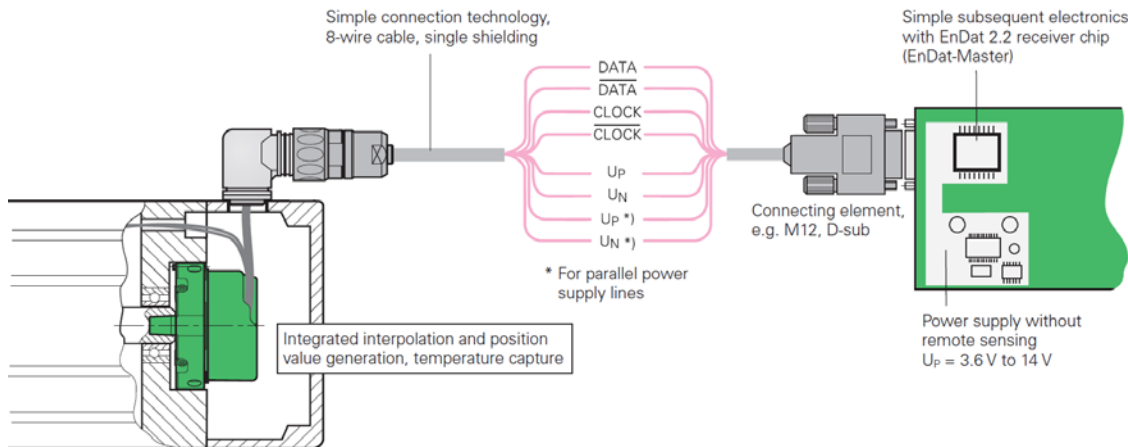 Simple connection technology,
8-wire cable, single shielding
Simple subsequent electronics
with EnDat 2.2 receiver chip
(EnDat-Master)
DATA
D̅A̅T̅A̅
CLOCK
C̅L̅O̅C̅K̅
UP
UN
UP *)
UN *)
* For parallel power
supply lines
Connecting element,
e.g. M12, D-sub
Integrated interpolation and position
value generation, temperature capture
Power supply without
remote sensing
UP = 3.6 V to 14 V